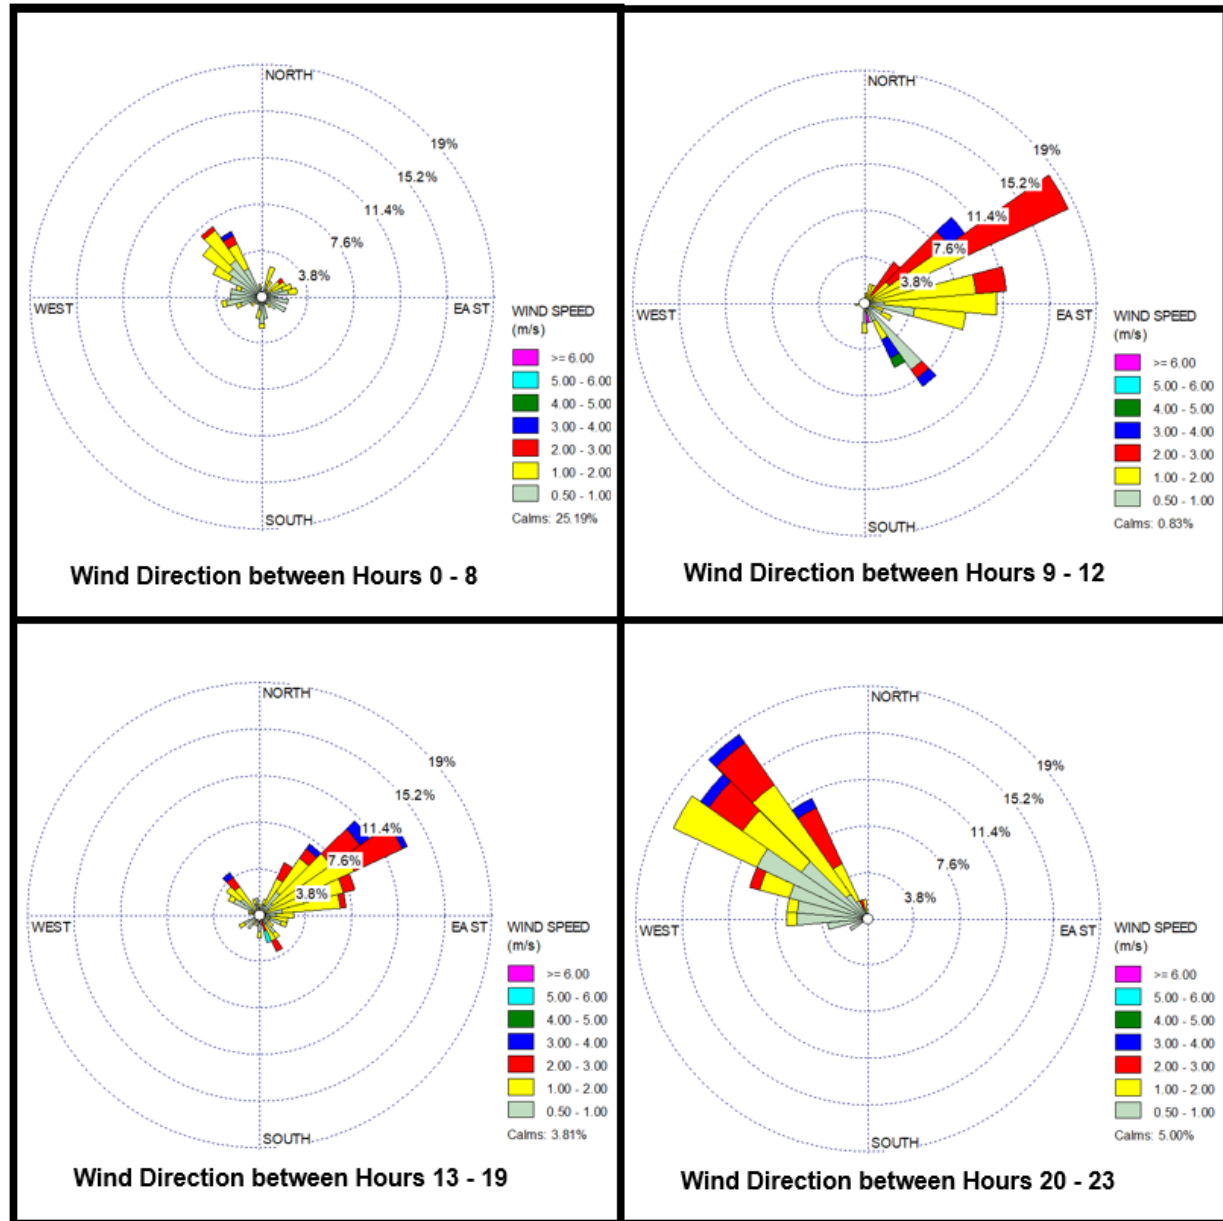 NORTH
19%
15.2%
11.4%
7.6%
3.8%
WEST
EAST
SOUTH
WIND SPEED
(m/s)
>= 6.00
5.00 - 6.00
4.00 - 5.00
3.00 - 4.00
2.00 - 3.00
1.00 - 2.00
0.50 - 1.00
Calms: 25.19%
Wind Direction between Hours 0 - 8
NORTH
19%
15.2%
11.4%
7.6%
3.8%
WEST
EAST
SOUTH
WIND SPEED
(m/s)
>= 6.00
5.00 - 6.00
4.00 - 5.00
3.00 - 4.00
2.00 - 3.00
1.00 - 2.00
0.50 - 1.00
Calms: 0.83%
Wind Direction between Hours 9 - 12
NORTH
19%
15.2%
11.4%
7.6%
3.8%
WEST
EAST
SOUTH
WIND SPEED
(m/s)
>= 6.00
5.00 - 6.00
4.00 - 5.00
3.00 - 4.00
2.00 - 3.00
1.00 - 2.00
0.50 - 1.00
Calms: 3.81%
Wind Direction between Hours 13 - 19
NORTH
19%
15.2%
11.4%
7.6%
3.8%
WEST
EAST
SOUTH
WIND SPEED
(m/s)
>= 6.00
5.00 - 6.00
4.00 - 5.00
3.00 - 4.00
2.00 - 3.00
1.00 - 2.00
0.50 - 1.00
Calms: 5.00%
Wind Direction between Hours 20 - 23